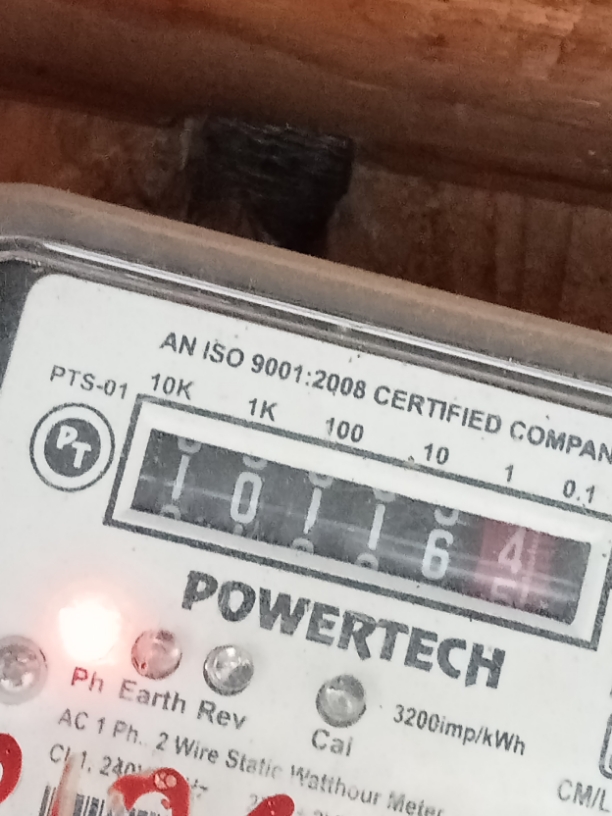 AN ISO 9001:2008 CERTIFIED COMPAN
PTS-01 10K 1K 100 10 1 0.1
PT
1 0 1 1 6 4
POWERTECH
Ph Earth Rev Cal 3200imp/kWh
AC 1 Ph., 2 Wire Static Watthour Meter
CM/L